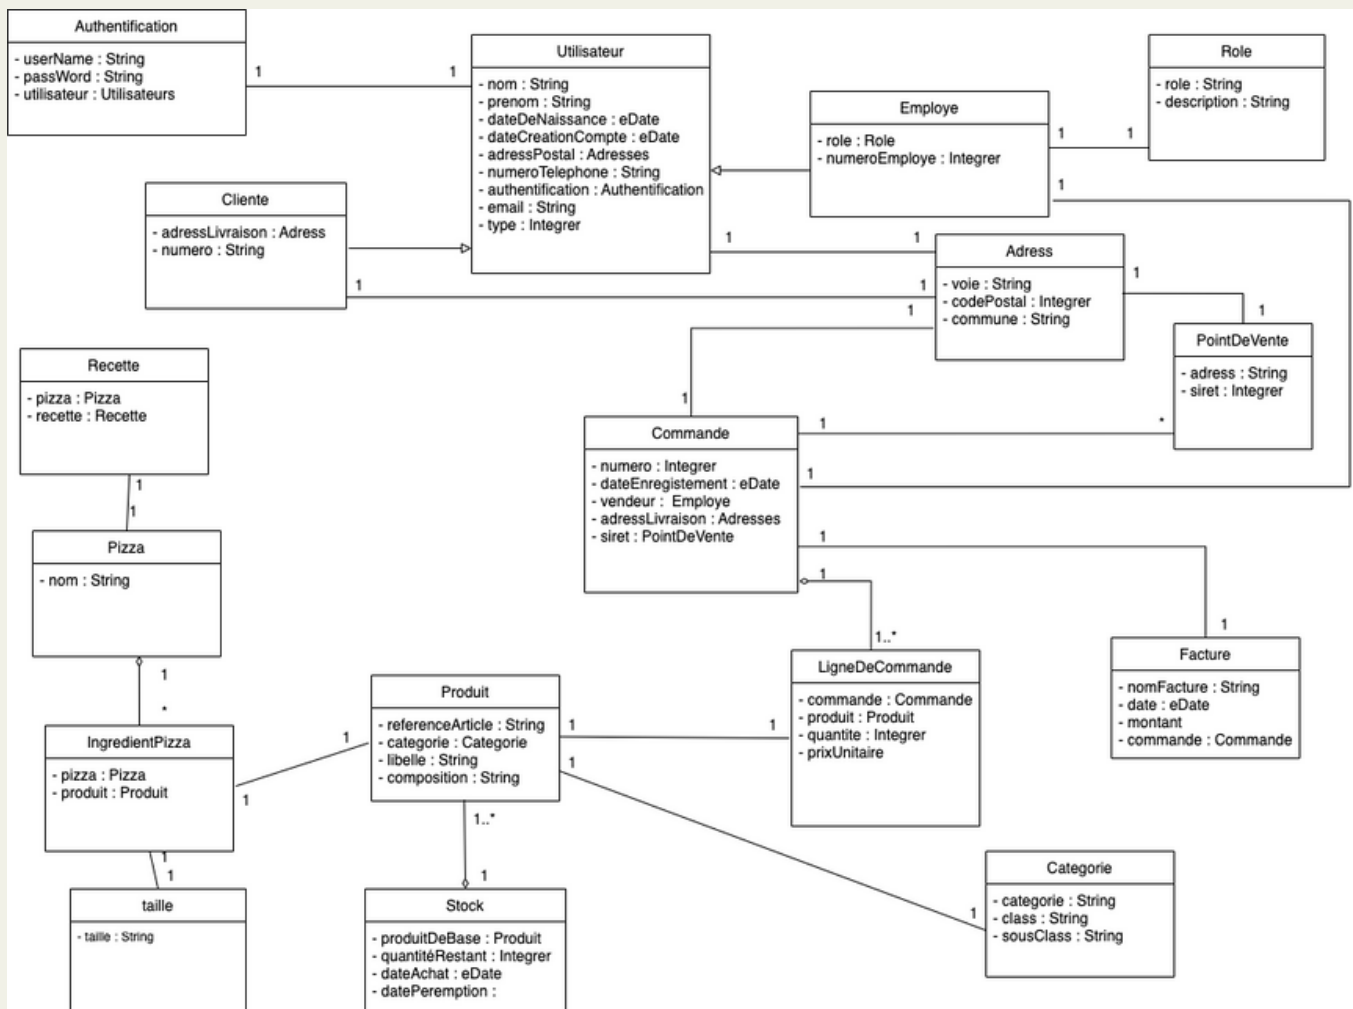 Authentification
- userName : String
- passWord : String
- utilisateur : Utilisateurs
1
1
Utilisateur
- nom : String
- prenom : String
- dateDeNaissance : eDate
- dateCreationCompte : eDate
- adressPostal : Adresses
- numeroTelephone : String
- authentification : Authentification
- email : String
- type : Integrer
Employe
- role : Role
- numeroEmploye : Integrer
1
1
1
Role
- role : String
- description : String
Cliente
- adressLivraison : Adress
- numero : String
1
1
1
1
1
Adress
- voie : String
- codePostal : Integrer
- commune : String
1
1
PointDeVente
- adress : String
- siret : Integrer
Recette
- pizza : Pizza
- recette : Recette
1
1
1
Commande
- numero : Integrer
- dateEnregistement : eDate
- vendeur : Employe
- adressLivraison : Adresses
- siret : PointDeVente
1
*
1
1
1
1..*
1
Pizza
- nom : String
1
*
IngredientPizza
- pizza : Pizza
- produit : Produit
1
1
1
1
Produit
- referenceArticle : String
- categorie : Categorie
- libelle : String
- composition : String
1
1
1
1..*
1
LigneDeCommande
- commande : Commande
- produit : Produit
- quantite : Integrer
- prixUnitaire
Facture
- nomFacture : String
- date : eDate
- montant
- commande : Commande
taille
- taille : String
Stock
- produitDeBase : Produit
- quantitéRestant : Integrer
- dateAchat : eDate
- datePeremption :
1
Categorie
- categorie : String
- class : String
- sousClass : String